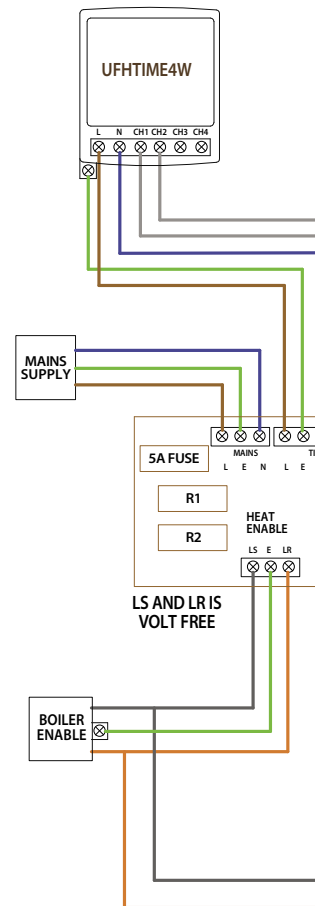 UFHTIME4W
L N CH1 CH2 CH3 CH4
MAINS
SUPPLY
5A FUSE
MAINS
L E N L E
R1
R2
HEAT
ENABLE
LS E LR
LS AND LR IS
VOLT FREE
BOILER
ENABLE